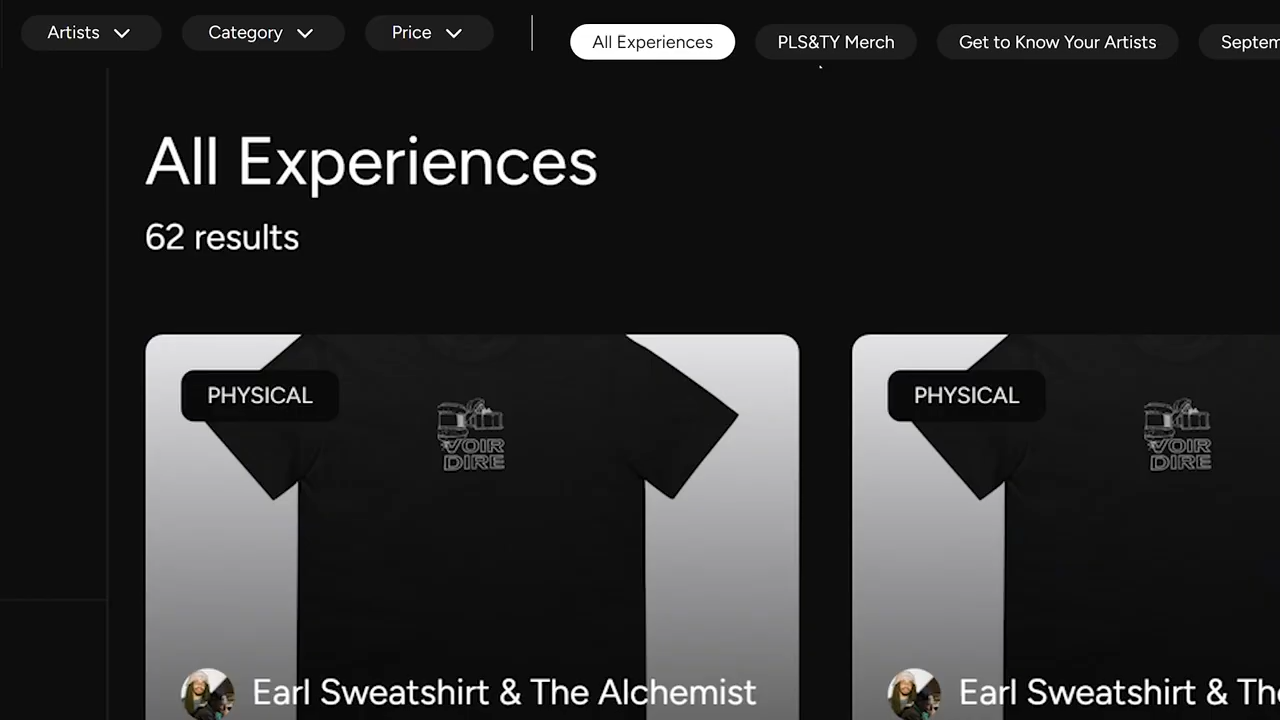 Artists
Category
Price
All Experiences
PLS&TY Merch
Get to Know Your Artists
Septem
All Experiences
62 results
PHYSICAL
VOIR
DIRE
Earl Sweatshirt & The Alchemist
PHYSICAL
VOIR
DIRE
Earl Sweatshirt & The